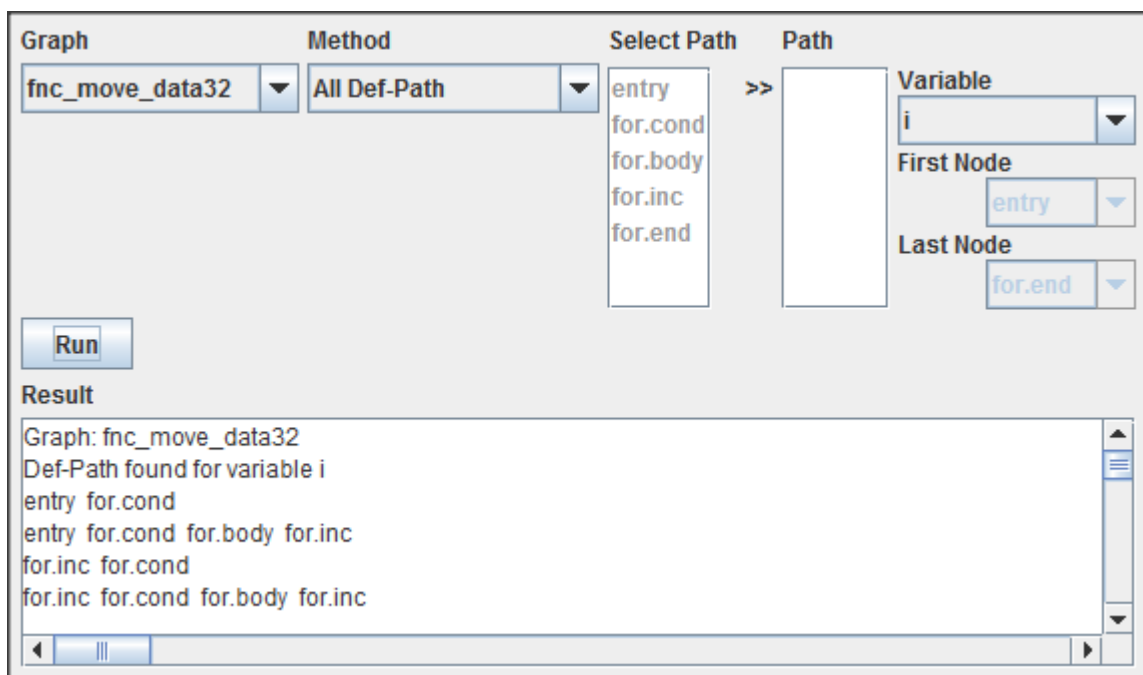 Graph
Method
Select Path
Path
fnc_move_data32
All Def-Path
entry
for.cond
for.body
for.inc
for.end
>>
Variable
i
First Node
entry
Last Node
for.end
Run
Result
Graph: fnc_move_data32
Def-Path found for variable i
entry for.cond
entry for.cond for.body for.inc
for.inc for.cond
for.inc for.cond for.body for.inc